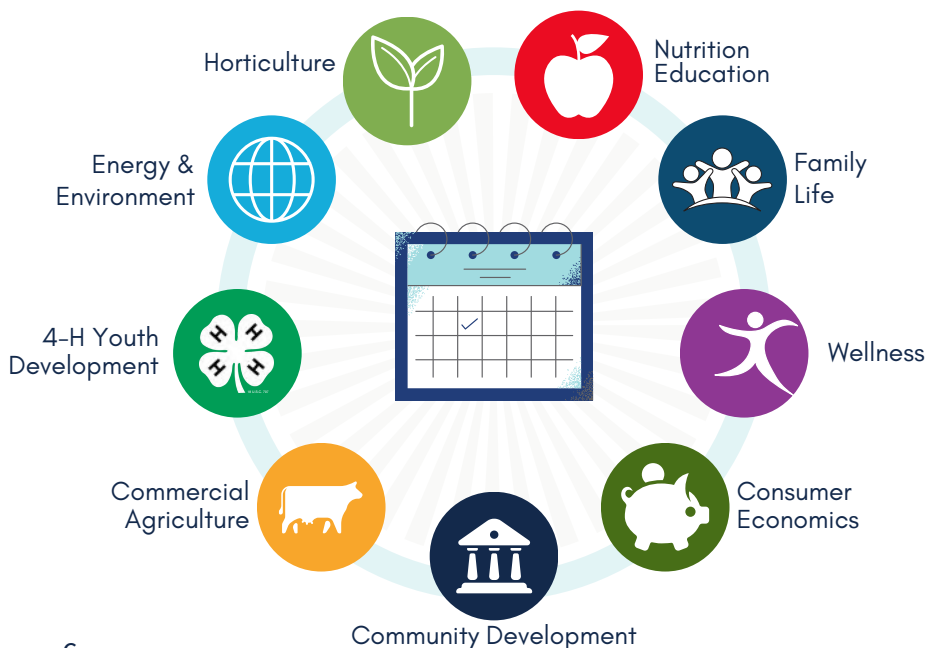 Horticulture
Nutrition
Education
Energy &
Environment
Family
Life
4-H Youth
Development
H H
H H
Wellness
Commercial
Agriculture
Consumer
Economics
Community Development